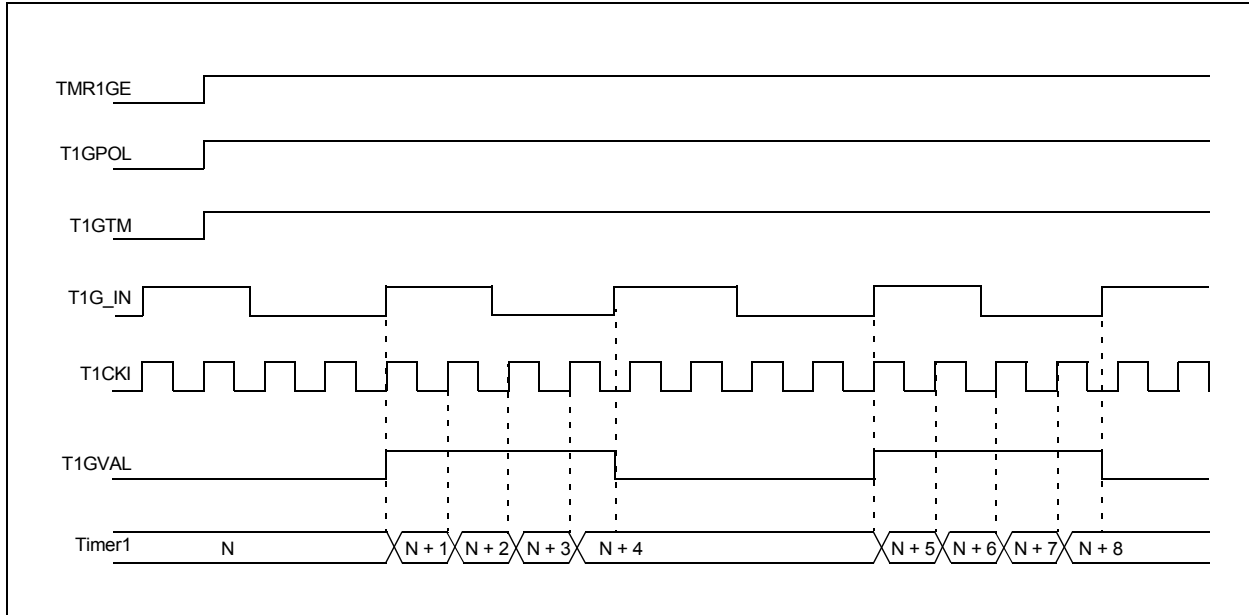 TMR1GE
T1GPOL
T1GTM
T1G_IN
T1CKI
T1GVAL
Timer1 N N + 1 N + 2 N + 3 N + 4 N + 5 N + 6 N + 7 N + 8